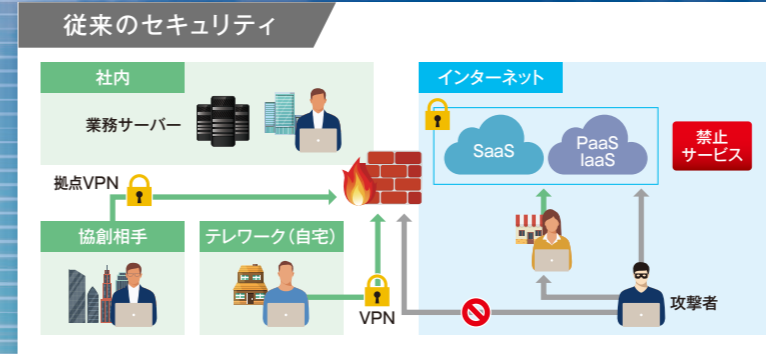 従来のセキュリティ
社内
業務サーバー
インターネット
SaaS
PaaS
IaaS
禁止
サービス
拠点VPN
協創相手
テレワーク(自宅)
VPN
攻撃者